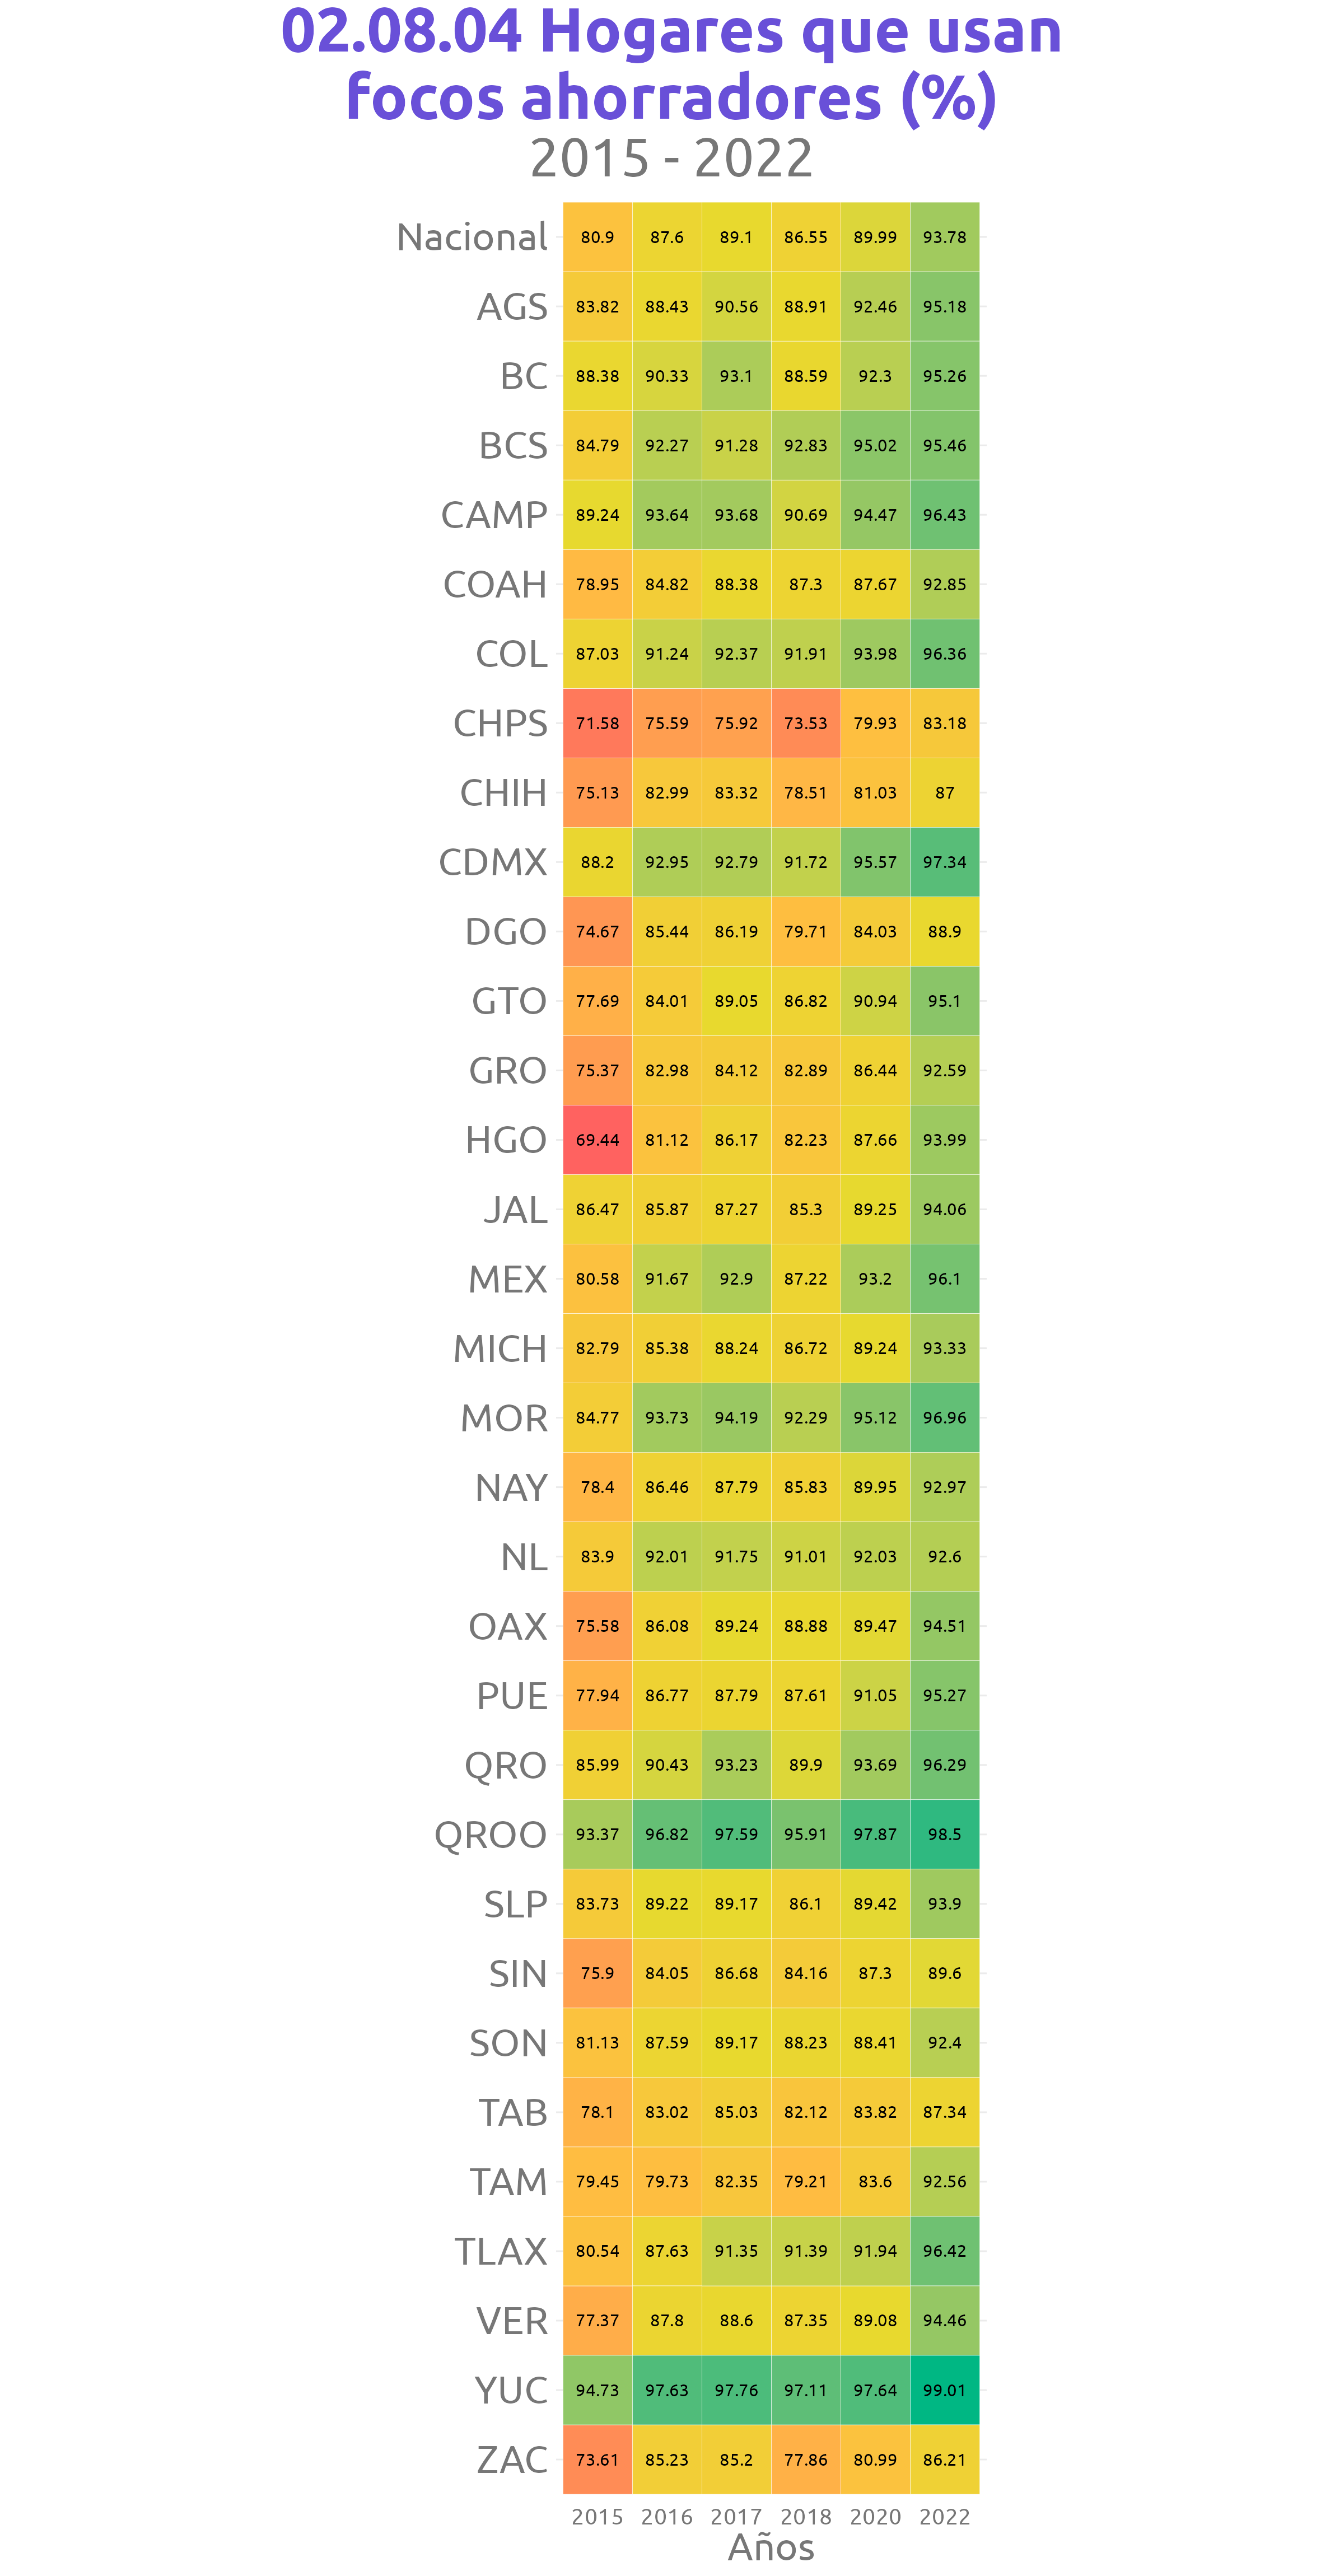 02.08.04 Hogares que usan
focos ahorradores (%)
2015 - 2022
Nacional 80.9 87.6 89.1 86.55 89.99 93.78
AGS 83.82 88.43 90.56 88.91 92.46 95.18
BC 88.38 90.33 93.1 88.59 92.3 95.26
BCS 84.79 92.27 91.28 92.83 95.02 95.46
CAMP 89.24 93.64 93.68 90.69 94.47 96.43
COAH 78.95 84.82 88.38 87.3 87.67 92.85
COL 87.03 91.24 92.37 91.91 93.98 96.36
CHPS 71.58 75.59 75.92 73.53 79.93 83.18
CHIH 75.13 82.99 83.32 78.51 81.03 87
CDMX 88.2 92.95 92.79 91.72 95.57 97.34
DGO 74.67 85.44 86.19 79.71 84.03 88.9
GTO 77.69 84.01 89.05 86.82 90.94 95.1
GRO 75.37 82.98 84.12 82.89 86.44 92.59
HGO 69.44 81.12 86.17 82.23 87.66 93.99
JAL 86.47 85.87 87.27 85.3 89.25 94.06
MEX 80.58 91.67 92.9 87.22 93.2 96.1
MICH 82.79 85.38 88.24 86.72 89.24 93.33
MOR 84.77 93.73 94.19 92.29 95.12 96.96
NAY 78.4 86.46 87.79 85.83 89.95 92.97
NL 83.9 92.01 91.75 91.01 92.03 92.6
OAX 75.58 86.08 89.24 88.88 89.47 94.51
PUE 77.94 86.77 87.79 87.61 91.05 95.27
QRO 85.99 90.43 93.23 89.9 93.69 96.29
QROO 93.37 96.82 97.59 95.91 97.87 98.5
SLP 83.73 89.22 89.17 86.1 89.42 93.9
SIN 75.9 84.05 86.68 84.16 87.3 89.6
SON 81.13 87.59 89.17 88.23 88.41 92.4
TAB 78.1 83.02 85.03 82.12 83.82 87.34
TAM 79.45 79.73 82.35 79.21 83.6 92.56
TLAX 80.54 87.63 91.35 91.39 91.94 96.42
VER 77.37 87.8 88.6 87.35 89.08 94.46
YUC 94.73 97.63 97.76 97.11 97.64 99.01
ZAC 73.61 85.23 85.2 77.86 80.99 86.21
2015 2016 2017 2018 2020 2022
Años